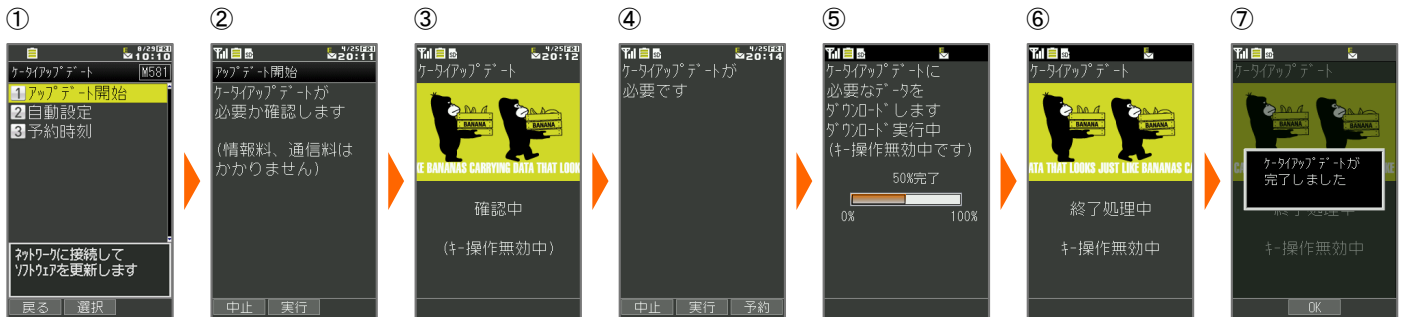 ①
8/29[FRI]
10:10
ケータイアップデート
M581
1アップデート開始
2自動設定
3予約時刻
ネットワークに接続して
ソフトウェアを更新します
戻る
選択
②
4/25[FRI]
20:11
アップデート開始
ケータイアップデートが
必要か確認します
(情報料、通信料は
かかりません)
中止
実行
③
4/25[FRI]
20:12
ケータイアップデート
BANANA
BANANA
KE BANANAS CARRYING DATA THAT LOOK
確認中
(キー操作無効中)
④
4/25[FRI]
20:14
ケータイアップデートが
必要です
中止
実行
予約
⑤
ケータイアップデートに
必要なデータを
ダウンロードします
ダウンロード実行中
(キー操作無効中です)
50%完了
0%
100%
⑥
ケータイアップデート
BANANA
BANANA
ATA THAT LOOKS JUST LIKE BANANAS CA
終了処理中
キー操作無効中
⑦
ケータイアップデート
ケータイアップデートが
完了しました
終了処理中
キー操作無効中
OK